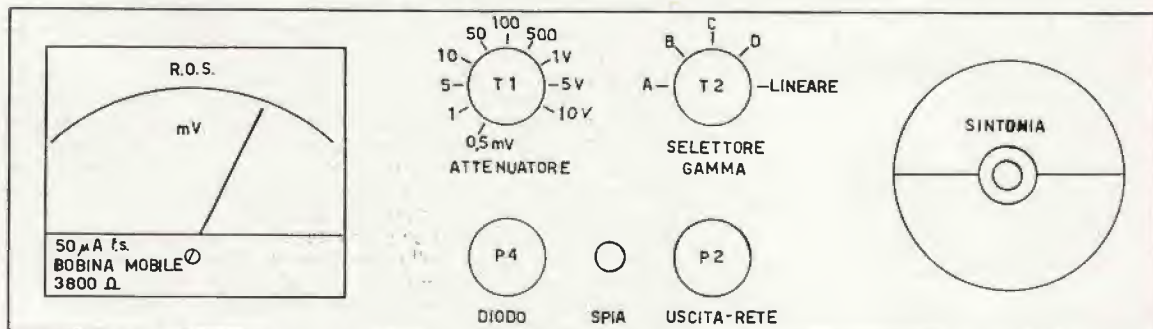 R.O.S.
mV
50 μA f.s.
BOBINA MOBILE
3800 Ω
0,5mV
1
5
10
50
100
500
1V
5V
10V
T1
ATTENUATORE
A
B
C
D
LINEARE
T2
SELETTORE
GAMMA
SINTONIA
P4
DIODO
SPIA
P2
USCITA-RETE